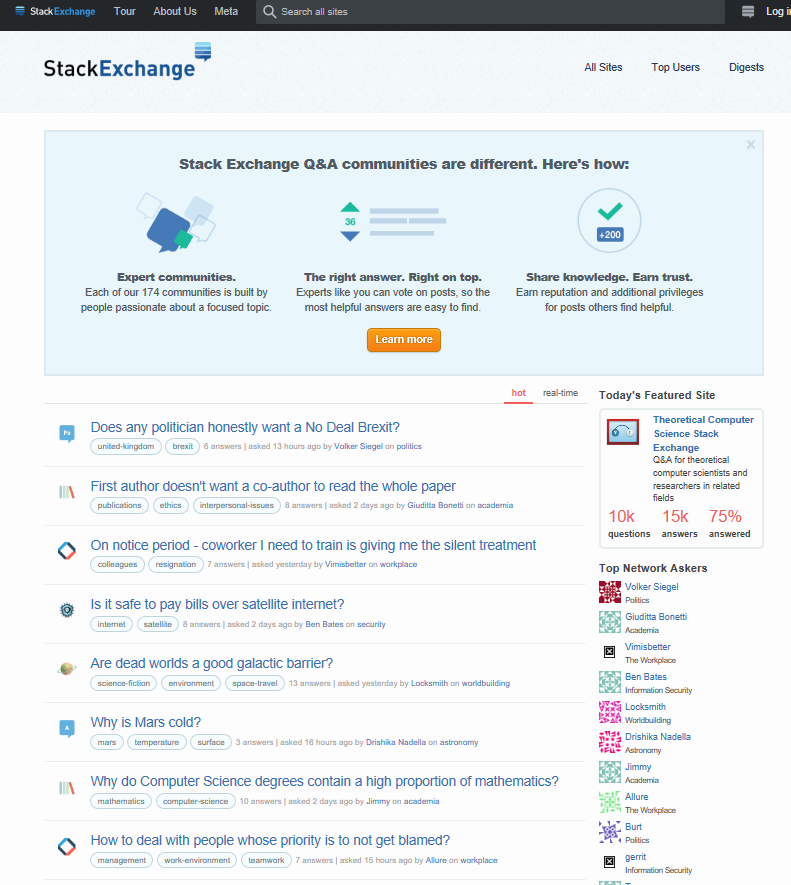 StackExchange Tour About Us Meta Search all sites Log i
StackExchange
All Sites Top Users Digests
Stack Exchange Q&A communities are different. Here's how:
36
+200
Expert communities.
Each of our 174 communities is built by
people passionate about a focused topic.
The right answer. Right on top.
Experts like you can vote on posts, so the
most helpful answers are easy to find.
Share knowledge. Earn trust.
Earn reputation and additional privileges
for posts others find helpful.
Learn more
hot real-time
Po
Does any politician honestly want a No Deal Brexit?
united-kingdom brexit 6 answers | asked 13 hours ago by Volker Siegel on politics
First author doesn't want a co-author to read the whole paper
publications ethics interpersonal-issues 8 answers | asked 2 days ago by Giuditta Bonetti on academia
On notice period - coworker I need to train is giving me the silent treatment
colleagues resignation 7 answers | asked yesterday by Vimisbetter on workplace
Is it safe to pay bills over satellite internet?
internet satellite 8 answers | asked 2 days ago by Ben Bates on security
Are dead worlds a good galactic barrier?
science-fiction environment space-travel 13 answers | asked yesterday by Locksmith on worldbuilding
A
Why is Mars cold?
mars temperature surface 3 answers | asked 16 hours ago by Drishika Nadella on astronomy
Why do Computer Science degrees contain a high proportion of mathematics?
mathematics computer-science 10 answers | asked 2 days ago by Jimmy on academia
How to deal with people whose priority is to not get blamed?
management work-environment teamwork 7 answers | asked 15 hours ago by Allure on workplace
Today's Featured Site
Theoretical Computer
Science Stack
Exchange
Q&A for theoretical
computer scientists and
researchers in related
fields
10k 15k 75%
questions answers answered
Top Network Askers
Volker Siegel
Politics
Giuditta Bonetti
Academia
Vimisbetter
The Workplace
Ben Bates
Information Security
Locksmith
Worldbuilding
Drishika Nadella
Astronomy
Jimmy
Academia
Allure
The Workplace
Burt
Politics
gerrit
Information Security